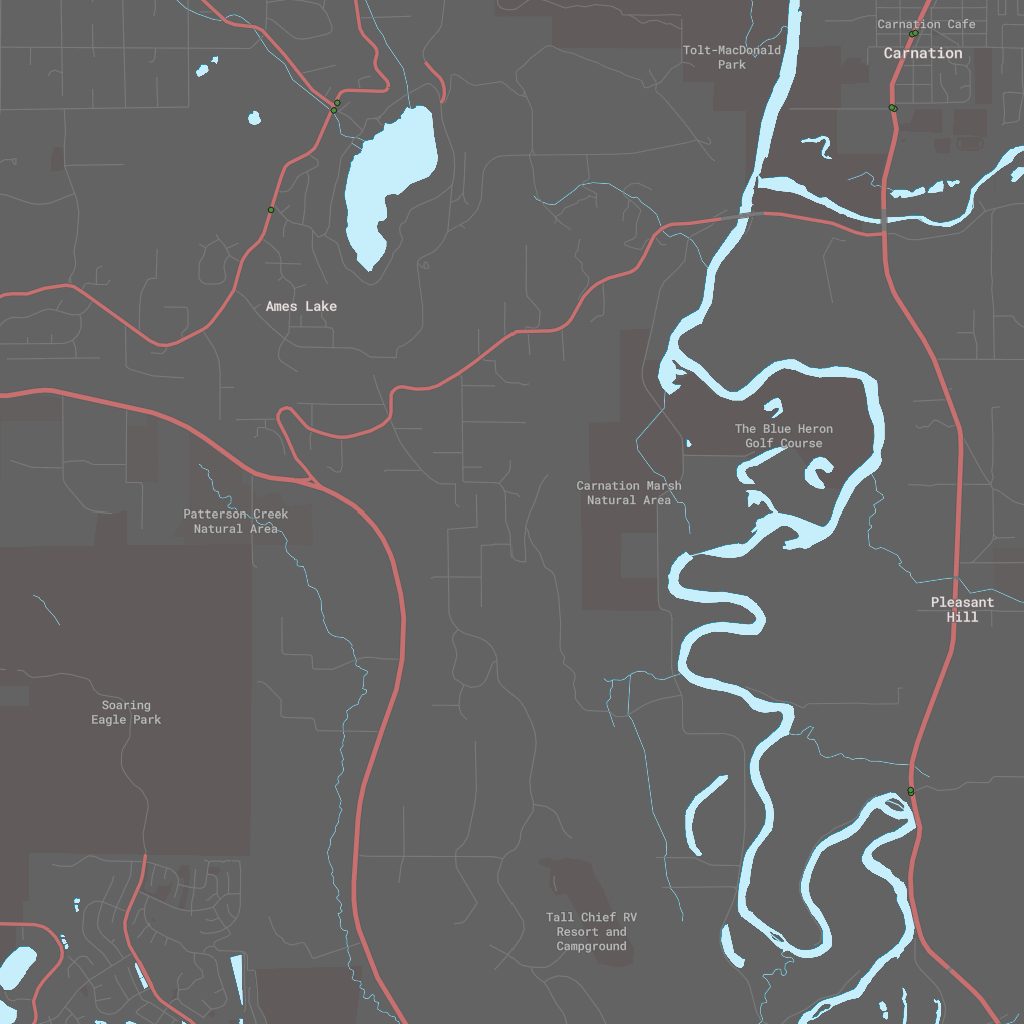 Carnation Cafe
Carnation
Tolt-MacDonald
Park
Ames Lake
The Blue Heron
Golf Course
Carnation Marsh
Natural Area
Patterson Creek
Natural Area
Pleasant
Hill
Soaring
Eagle Park
Tall Chief RV
Resort and
Campground